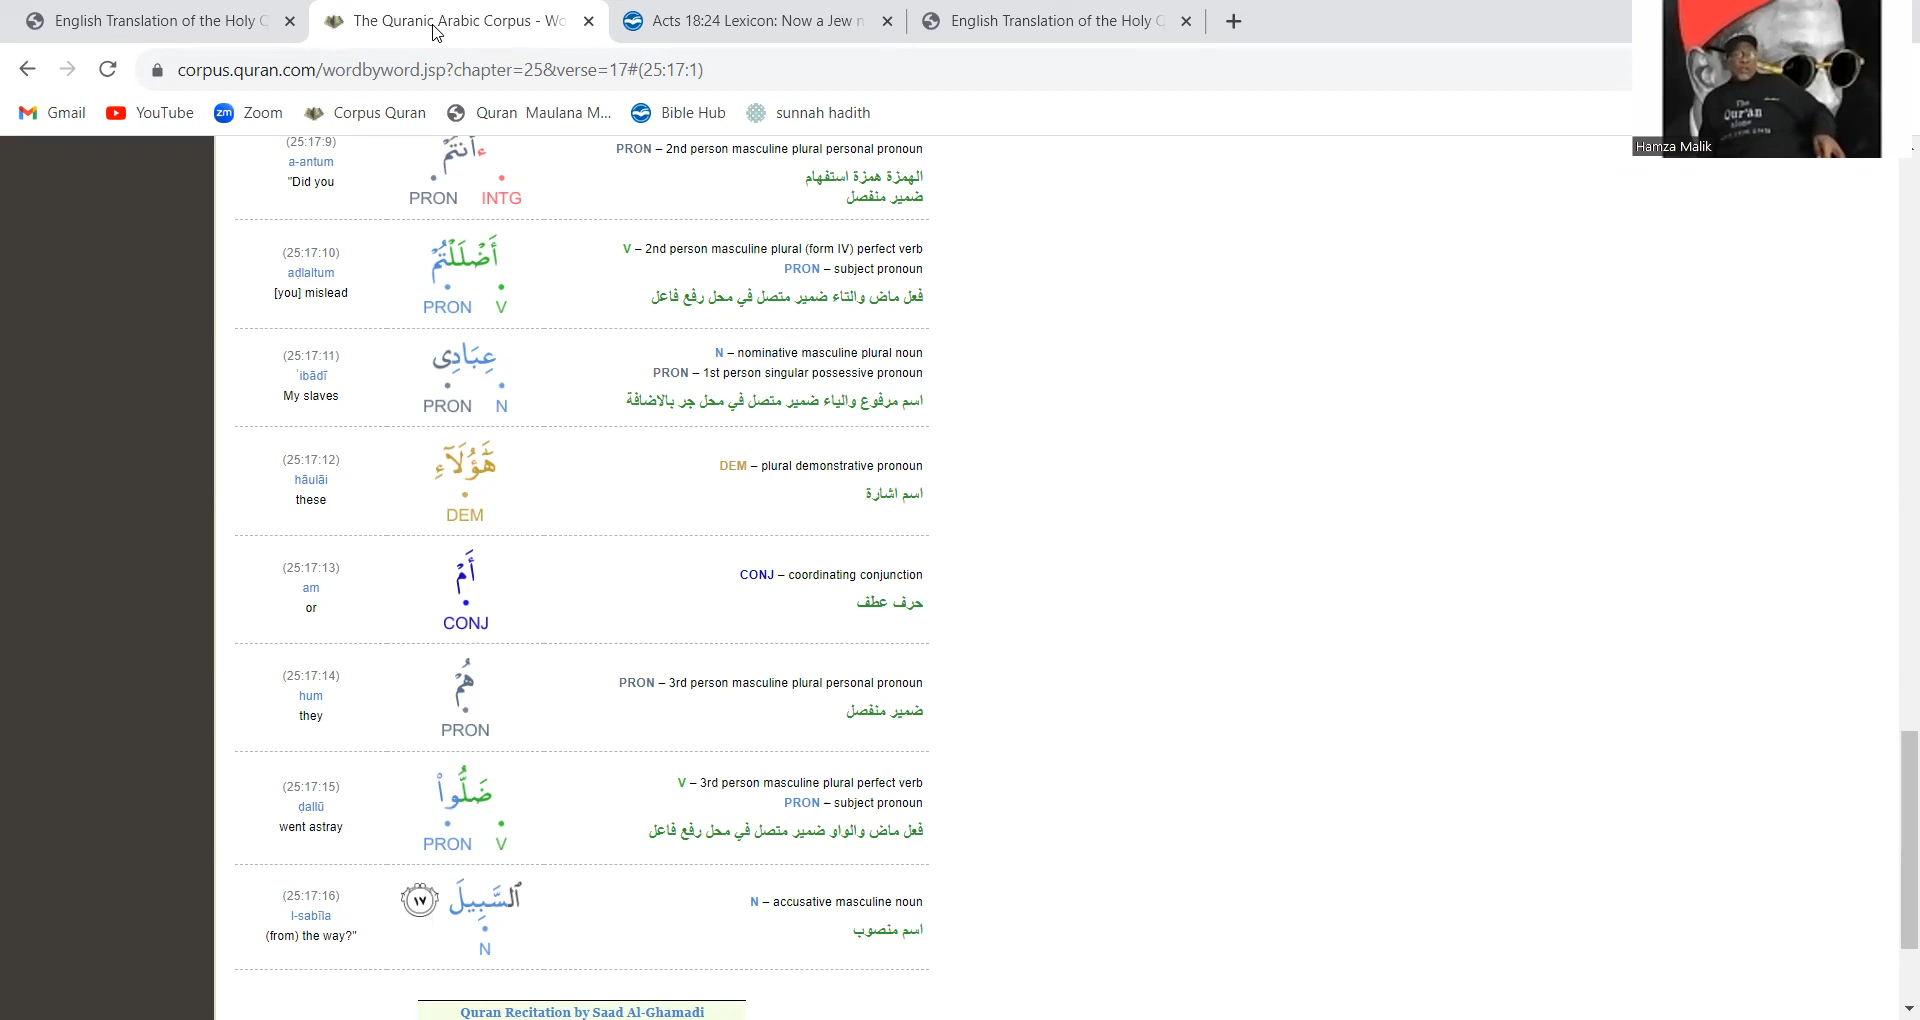 English Translation of the Holy Q
The Quranic Arabic Corpus - Wo
Acts 18:24 Lexicon: Now a Jew n
English Translation of the Holy Q
corpus.quran.com/wordbyword.jsp?chapter=25&verse=17#(25:17:1)
Gmail
YouTube
Zoom
Corpus Quran
Quran Maulana M...
Bible Hub
sunnah hadith
The
Qur'an
Hamza Malik
(25:17:9)
a-antum
"Did you
ءَأَنتُمْ
PRON INTG
PRON – 2nd person masculine plural personal pronoun
الهمزة همزة استفهام
ضمير منفصل
(25:17:10)
aḍlaltum
[you] mislead
أَضْلَلْتُمْ
PRON V
V – 2nd person masculine plural (form IV) perfect verb
PRON – subject pronoun
فعل ماض والتاء ضمير متصل في محل رفع فاعل
(25:17:11)
ʿibādī
My slaves
عِبَادِى
PRON N
N – nominative masculine plural noun
PRON – 1st person singular possessive pronoun
اسم مرفوع والياء ضمير متصل في محل جر بالاضافة
(25:17:12)
hāulāi
these
هَٰٓؤُلَآءِ
DEM
DEM – plural demonstrative pronoun
اسم اشارة
(25:17:13)
am
or
أَمْ
CONJ
CONJ – coordinating conjunction
حرف عطف
(25:17:14)
hum
they
هُمْ
PRON
PRON – 3rd person masculine plural personal pronoun
ضمير منفصل
(25:17:15)
ḍallū
went astray
ضَلُّوا۟
PRON V
V – 3rd person masculine plural perfect verb
PRON – subject pronoun
فعل ماض والواو ضمير متصل في محل رفع فاعل
(25:17:16)
l-sabīla
(from) the way?"
ٱلسَّبِيلَ ١٧
N
N – accusative masculine noun
اسم منصوب
Quran Recitation by Saad Al-Ghamadi